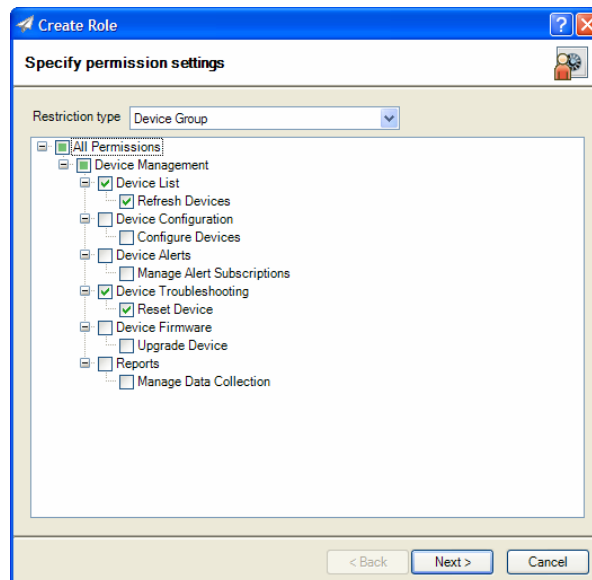 Create Role
Specify permission settings
Restriction type Device Group
All Permissions
Device Management
Device List
Refresh Devices
Device Configuration
Configure Devices
Device Alerts
Manage Alert Subscriptions
Device Troubleshooting
Reset Device
Device Firmware
Upgrade Device
Reports
Manage Data Collection
< Back Next > Cancel